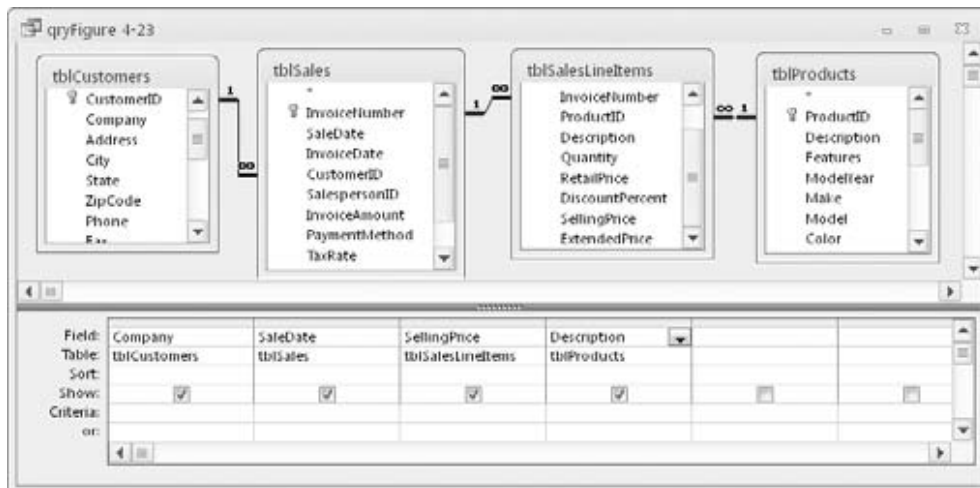 qryFigure 4-23
tblCustomers
CustomerID
Company
Address
City
State
ZipCode
Phone
Fax
tblSales
*
InvoiceNumber
SaleDate
InvoiceDate
CustomerID
SalespersonID
InvoiceAmount
PaymentMethod
TaxRate
tblSalesLineItems
InvoiceNumber
ProductID
Description
Quantity
RetailPrice
DiscountPercent
SellingPrice
ExtendedPrice
tblProducts
*
ProductID
Description
Features
ModelYear
Make
Model
Color
1
∞
1
∞
∞
1
Field: Company SaleDate SellingPrice Description
Table: tblCustomers tblSales tblSalesLineItems tblProducts
Sort:
Show:
Criteria:
or: